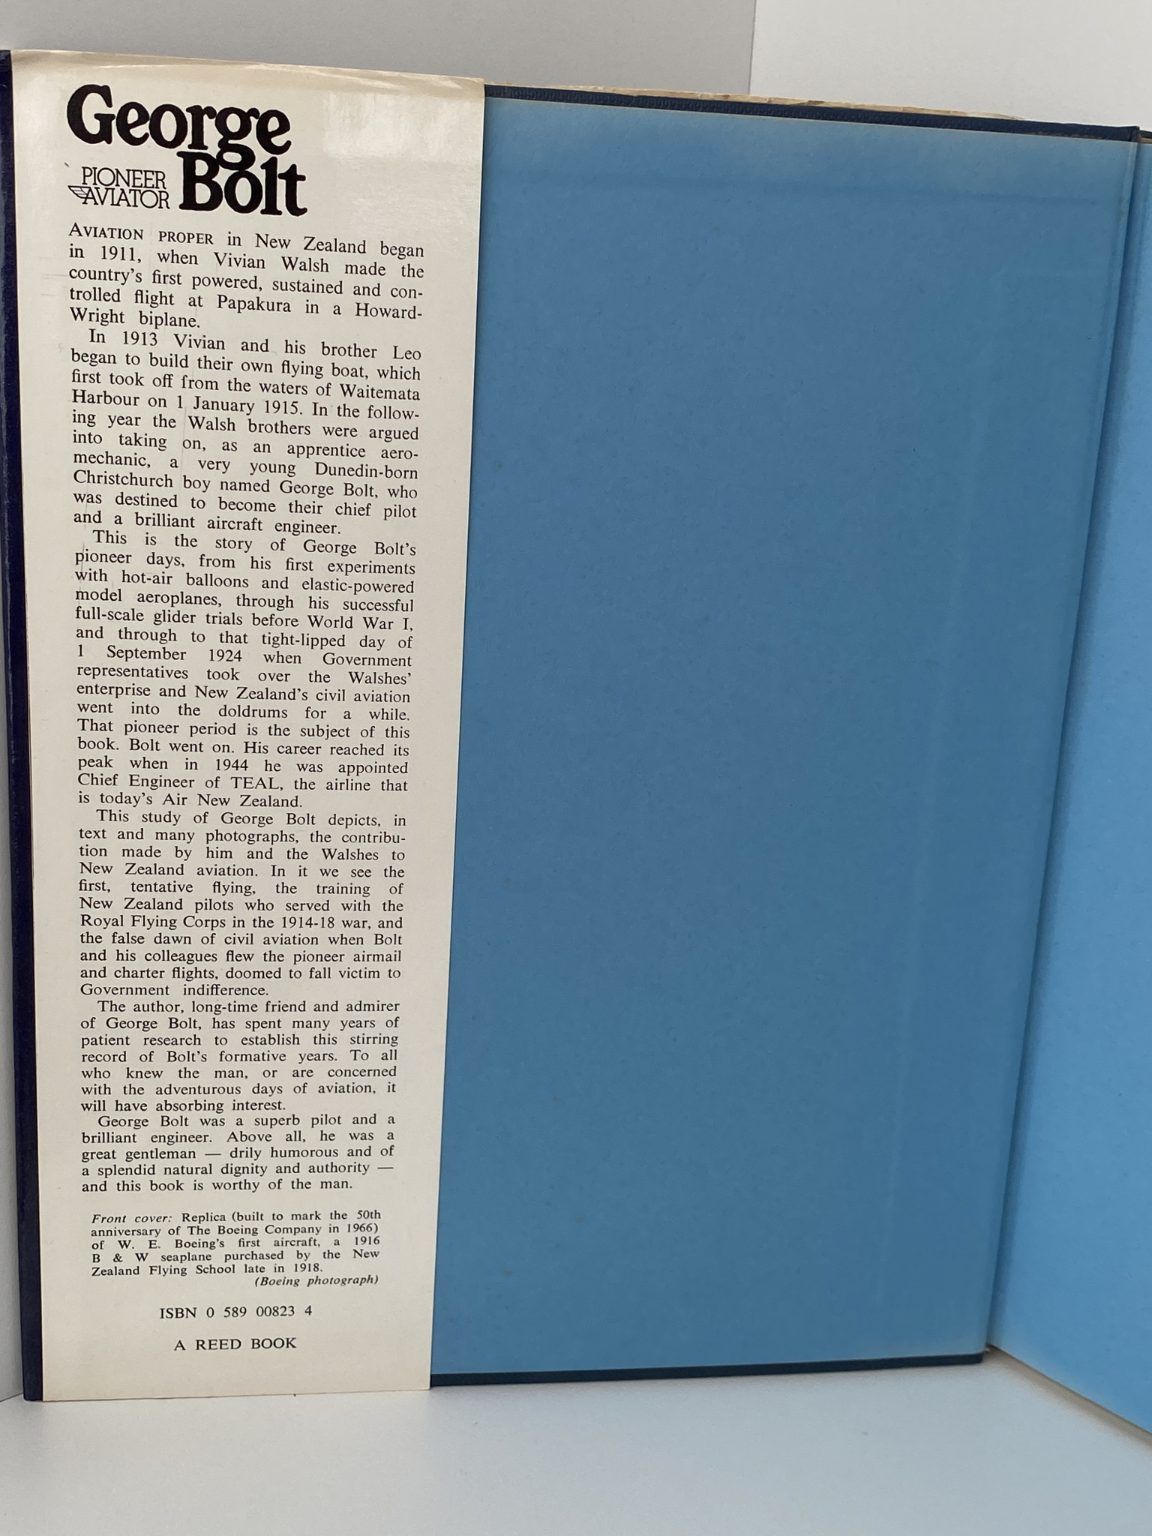 George
PIONEER
AVIATOR
Bolt
AVIATION PROPER in New Zealand began
in 1911, when Vivian Walsh made the
country's first powered, sustained and con-
trolled flight at Papakura in a Howard-
Wright biplane.
In 1913 Vivian and his brother Leo
began to build their own flying boat, which
first took off from the waters of Waitemata
Harbour on 1 January 1915. In the follow-
ing year the Walsh brothers were argued
into taking on, as an apprentice aero-
mechanic, a very young Dunedin-born
Christchurch boy named George Bolt, who
was destined to become their chief pilot
and a brilliant aircraft engineer.
This is the story of George Bolt's
pioneer days, from his first experiments
with hot-air balloons and elastic-powered
model aeroplanes, through his successful
full-scale glider trials before World War I,
and through to that tight-lipped day of
1 September 1924 when Government
representatives took over the Walshes'
enterprise and New Zealand's civil aviation
went into the doldrums for a while.
That pioneer period is the subject of this
book. Bolt went on. His career reached its
peak when in 1944 he was appointed
Chief Engineer of TEAL, the airline that
is today's Air New Zealand.
This study of George Bolt depicts, in
text and many photographs, the contribu-
tion made by him and the Walshes to
New Zealand aviation. In it we see the
first, tentative flying, the training of
New Zealand pilots who served with the
Royal Flying Corps in the 1914-18 war, and
the false dawn of civil aviation when Bolt
and his colleagues flew the pioneer airmail
and charter flights, doomed to fall victim to
Government indifference.
The author, long-time friend and admirer
of George Bolt, has spent many years of
patient research to establish this stirring
record of Bolt's formative years. To all
who knew the man, or are concerned
with the adventurous days of aviation, it
will have absorbing interest.
George Bolt was a superb pilot and a
brilliant engineer. Above all, he was a
great gentleman — drily humorous and of
a splendid natural dignity and authority —
and this book is worthy of the man.
Front cover: Replica (built to mark the 50th
anniversary of The Boeing Company in 1966)
of W. E. Boeing's first aircraft, a 1916
B & W seaplane purchased by the New
Zealand Flying School late in 1918.
(Boeing photograph)
ISBN 0 589 00823 4
A REED BOOK